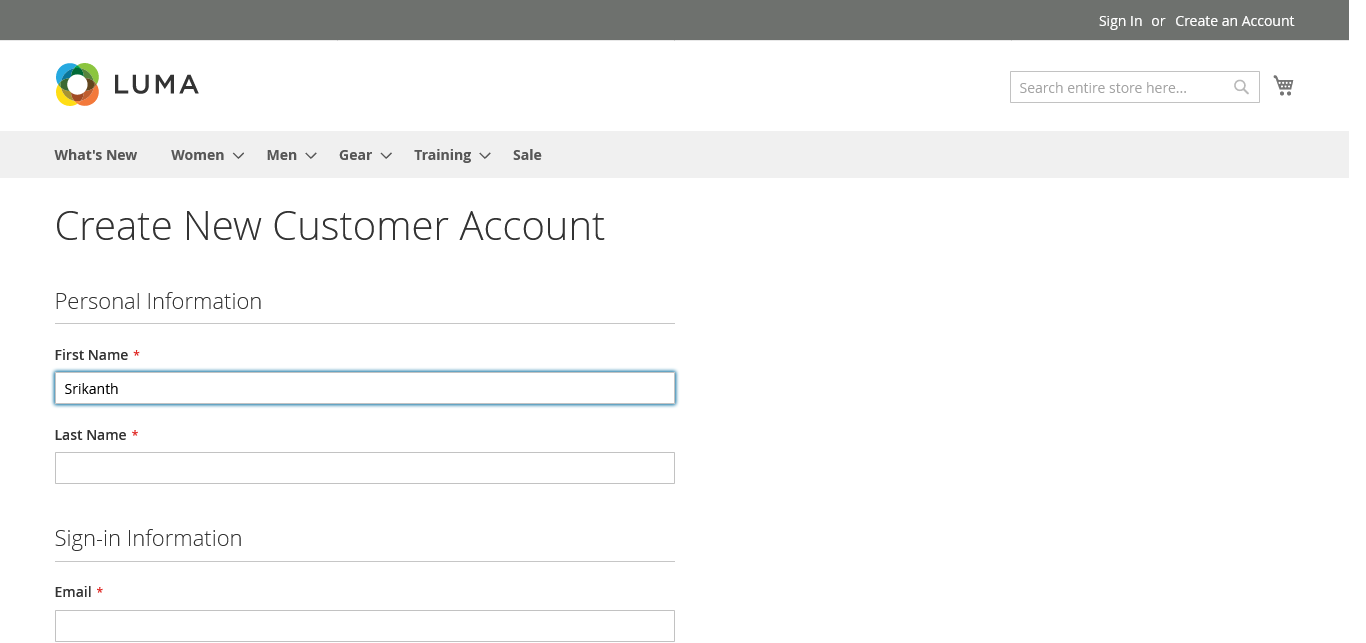 Sign In or Create an Account
LUMA
Search entire store here...
What's New Women Men Gear Training Sale
Create New Customer Account
Personal Information
First Name *
Srikanth
Last Name *
Sign-in Information
Email *